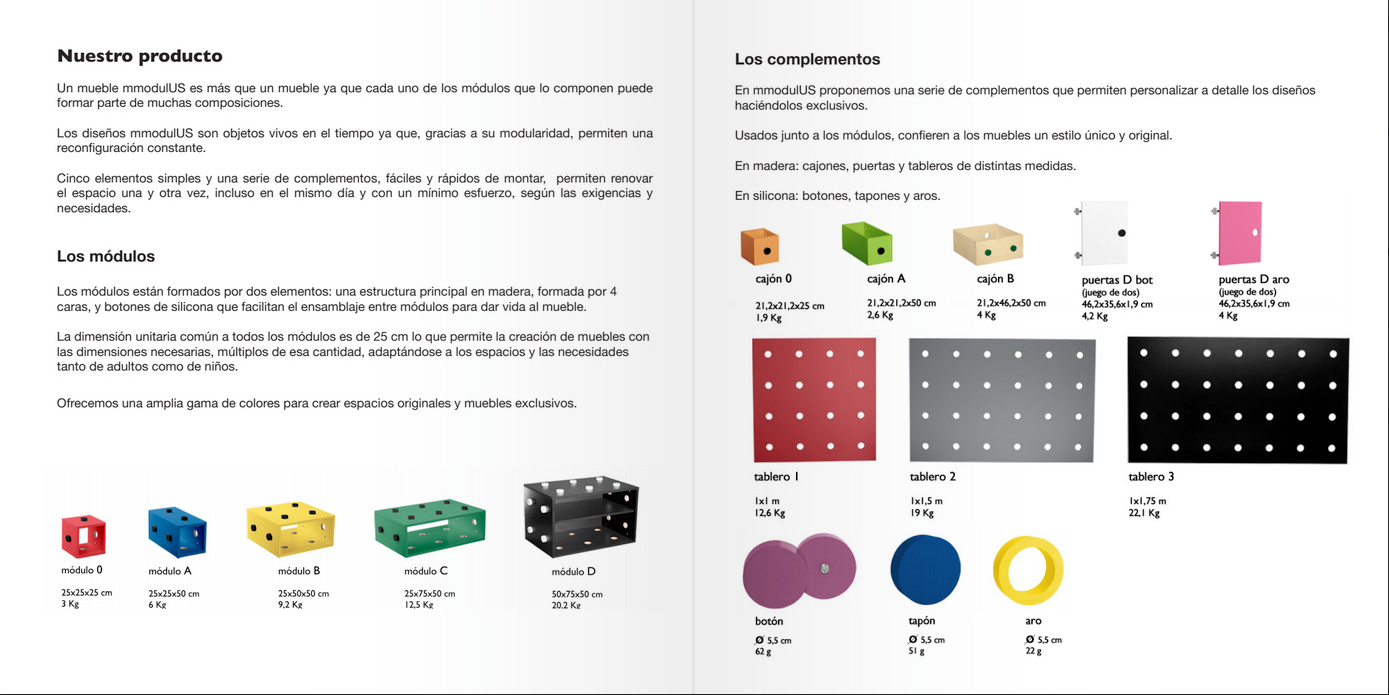 Nuestro producto
Un mueble mmodulUS es más que un mueble ya que cada uno de los módulos que lo componen puede
formar parte de muchas composiciones.
Los diseños mmodulUS son objetos vivos en el tiempo ya que, gracias a su modularidad, permiten una
reconfiguración constante.
Cinco elementos simples y una serie de complementos, fáciles y rápidos de montar, permiten renovar
el espacio una y otra vez, incluso en el mismo día y con un mínimo esfuerzo, según las exigencias y
necesidades.
Los módulos
Los módulos están formados por dos elementos: una estructura principal en madera, formada por 4
caras, y botones de silicona que facilitan el ensamblaje entre módulos para dar vida al mueble.
La dimensión unitaria común a todos los módulos es de 25 cm lo que permite la creación de muebles con
las dimensiones necesarias, múltiplos de esa cantidad, adaptándose a los espacios y las necesidades
tanto de adultos como de niños.
Ofrecemos una amplia gama de colores para crear espacios originales y muebles exclusivos.
módulo 0
25x25x25 cm
3 Kg
módulo A
25x25x50 cm
6 Kg
módulo B
25x50x50 cm
9,2 Kg
módulo C
25x75x50 cm
12,5 Kg
módulo D
50x75x50 cm
20,2 Kg
Los complementos
En mmodulUS proponemos una serie de complementos que permiten personalizar a detalle los diseños
haciéndolos exclusivos.
Usados junto a los módulos, confieren a los muebles un estilo único y original.
En madera: cajones, puertas y tableros de distintas medidas.
En silicona: botones, tapones y aros.
cajón 0
21,2x21,2x25 cm
1,9 Kg
cajón A
21,2x21,2x50 cm
2,6 Kg
cajón B
21,2x46,2x50 cm
4 Kg
puertas D bot
(juego de dos)
46,2x35,6x1,9 cm
4,2 Kg
puertas D aro
(juego de dos)
46,2x35,6x1,9 cm
4 Kg
tablero 1
1x1 m
12,6 Kg
tablero 2
1x1,5 m
19 Kg
tablero 3
1x1,75 m
22,1 Kg
botón
Ø 5,5 cm
62 g
tapón
Ø 5,5 cm
51 g
aro
Ø 5,5 cm
22 g